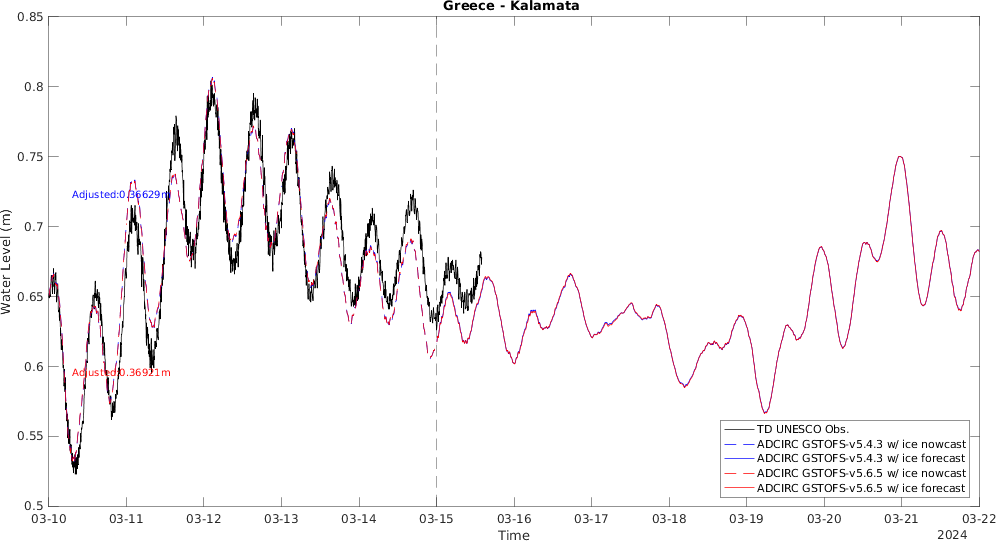 Greece - Kalamata
0.85
0.8
0.75
0.7
0.65
0.6
0.55
0.5
Water Level (m)
Adjusted:0.36629m
Adjusted:0.36921m
TD UNESCO Obs.
ADCIRC GSTOFS-v5.4.3 w/ ice nowcast
ADCIRC GSTOFS-v5.4.3 w/ ice forecast
ADCIRC GSTOFS-v5.6.5 w/ ice nowcast
ADCIRC GSTOFS-v5.6.5 w/ ice forecast
03-10 03-11 03-12 03-13 03-14 03-15 03-16 03-17 03-18 03-19 03-20 03-21 03-22
Time
2024